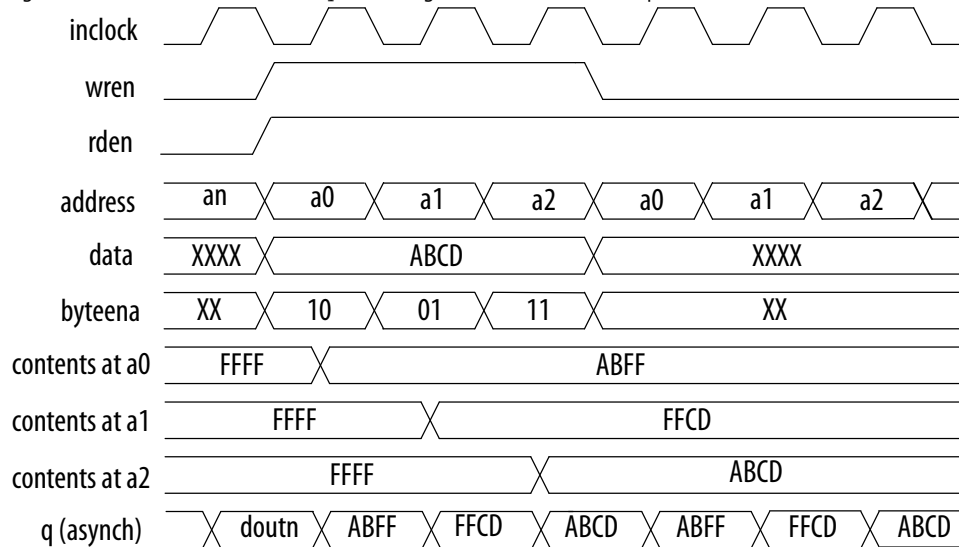 inclock
wren
rden
address an a0 a1 a2 a0 a1 a2
data XXXX ABCD XXXX
byteena XX 10 01 11 XX
contents at a0 FFFF ABFF
contents at a1 FFFF FFCD
contents at a2 FFFF ABCD
q (asynch) doutn ABFF FFCD ABCD ABFF FFCD ABCD